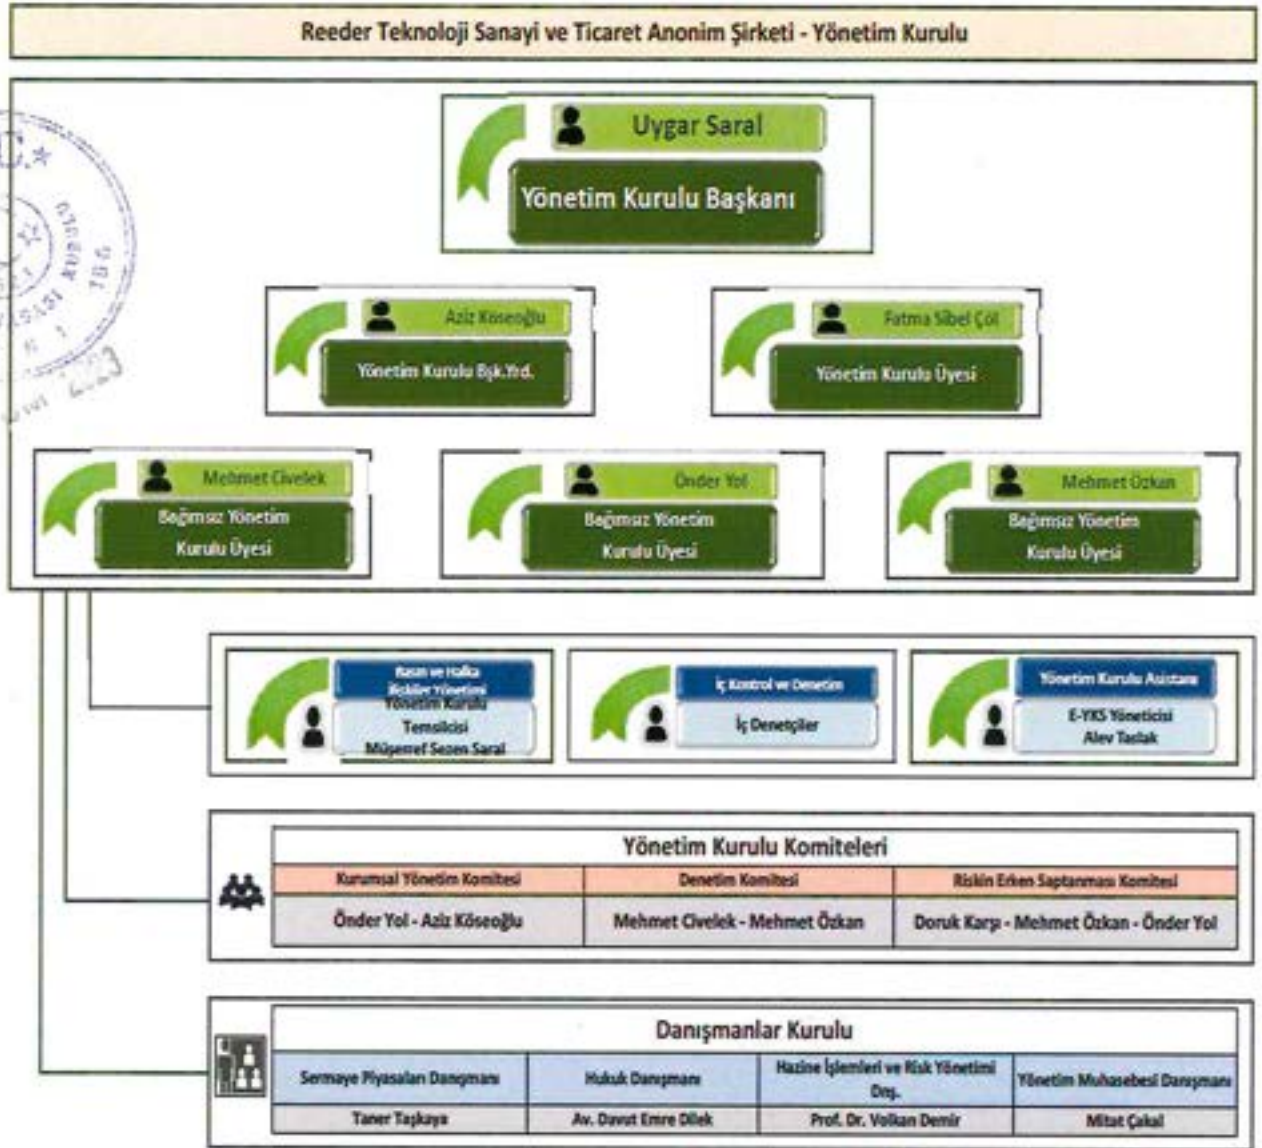 Reeder Teknoloji Sanayi ve Ticaret Anonim Şirketi - Yönetim Kurulu
Uygar Saral
Yönetim Kurulu Başkanı
Aziz Köseoğlu
Yönetim Kurulu Bşk.Yrd.
Fatma Sibel Çöl
Yönetim Kurulu Üyesi
Mehmet Civelek
Bağımsız Yönetim
Kurulu Üyesi
Önder Yol
Bağımsız Yönetim
Kurulu Üyesi
Mehmet Özkan
Bağımsız Yönetim
Kurulu Üyesi
Basın ve Halka
İlişkiler Yönetimi
Yönetim Kurulu
Temsilcisi
Müşerref Sezen Saral
İç Kontrol ve Denetim
İç Denetçiler
Yönetim Kurulu Asistanı
E-YKS Yöneticisi
Alev Taslak
Yönetim Kurulu Komiteleri
Kurumsal Yönetim Komitesi
Denetim Komitesi
Riskin Erken Saptanması Komitesi
Önder Yol - Aziz Köseoğlu
Mehmet Civelek - Mehmet Özkan
Doruk Karşı - Mehmet Özkan - Önder Yol
Danışmanlar Kurulu
Sermaye Piyasaları Danışmanı
Hukuk Danışmanı
Hazine İşlemleri ve Risk Yönetimi
Dnş.
Yönetim Muhasebesi Danışmanı
Taner Taşkaya
Av. Davut Emre Dilek
Prof. Dr. Volkan Demir
Mitat Çakal